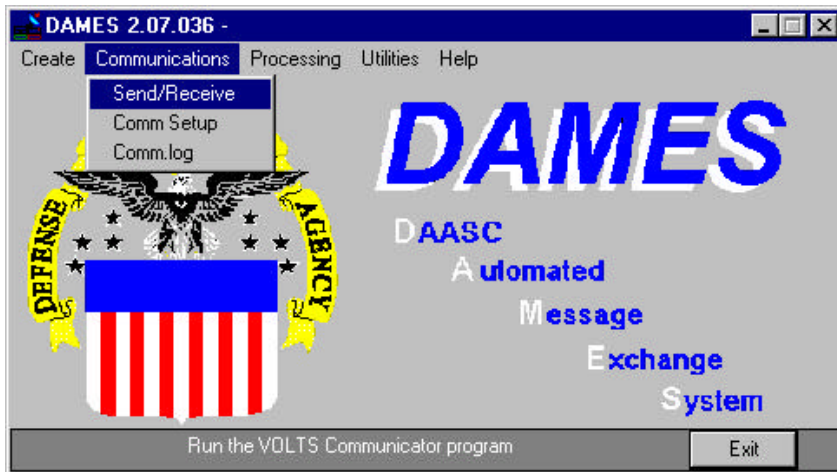 DAMES 2.07.036 -
Create Communications Processing Utilities Help
Send/Receive
Comm Setup
Comm.log
DAMES
DEFENSE
AGENCY
DAASC
Automated
Message
Exchange
System
Run the VOLTS Communicator program
Exit